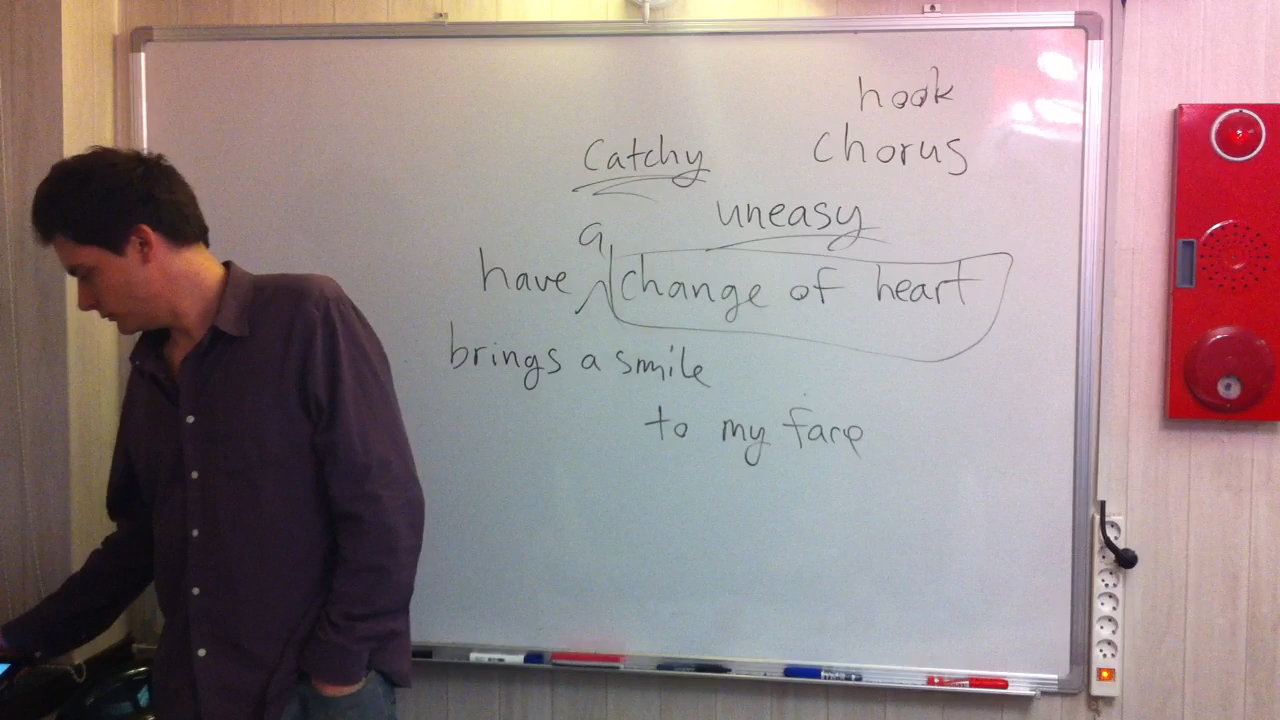 hook
chorus
catchy
uneasy
a
have change of heart
brings a smile
to my face